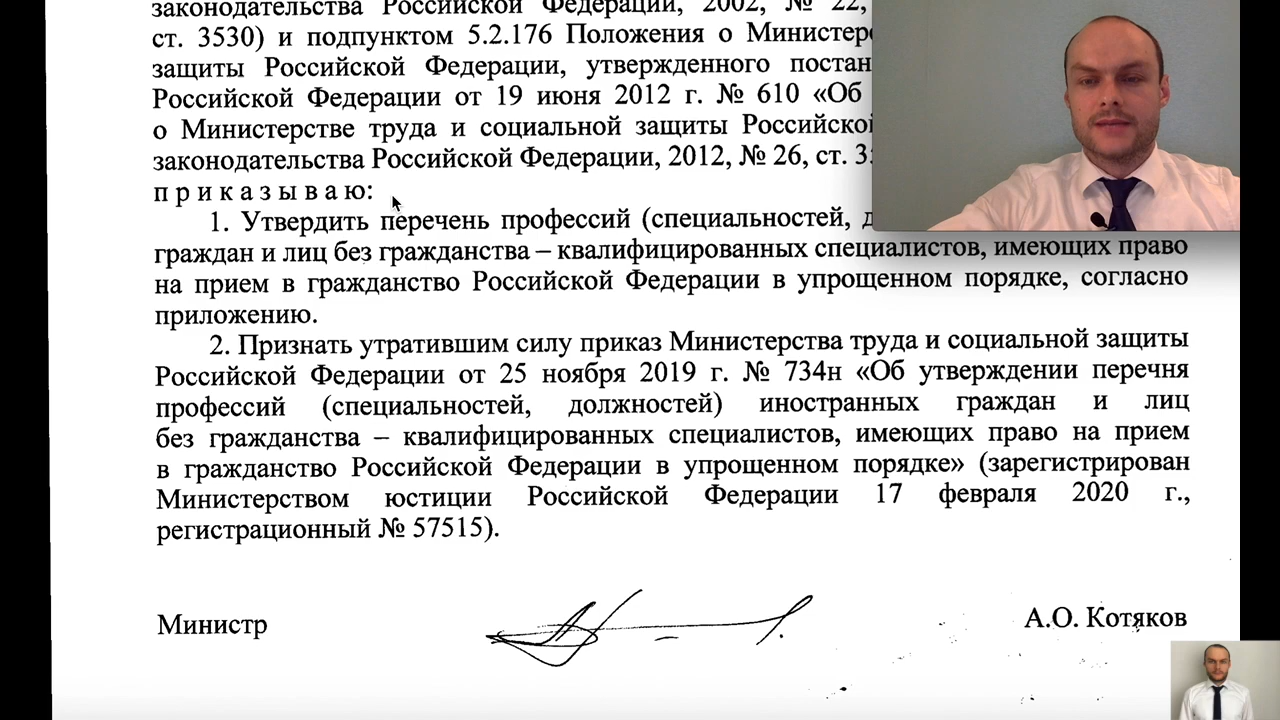 законодательства Российской Федерации, 2002, № 22,
ст. 3530) и подпунктом 5.2.176 Положения о
защиты Российской Федерации, утвержденного
Российской Федерации от 19 июня 2012 г. № 610 «Об
о Министерстве труда и социальной защиты
законодательства Российской Федерации, 2012, № 26, ст.
п р и к а з ы в а ю:
1. Утвердить перечень профессий (специальностей,
граждан и лиц без гражданства – квалифицированных специалистов, имеющих право
на прием в гражданство Российской Федерации в упрощенном порядке, согласно
приложению.
2. Признать утратившим силу приказ Министерства труда и социальной защиты
Российской Федерации от 25 ноября 2019 г. № 734н «Об утверждении перечня
профессий (специальностей, должностей) иностранных граждан и лиц
без гражданства – квалифицированных специалистов, имеющих право на прием
в гражданство Российской Федерации в упрощенном порядке» (зарегистрирован
Министерством юстиции Российской Федерации 17 февраля 2020 г.,
регистрационный № 57515).
Министр
А.О. Котяков